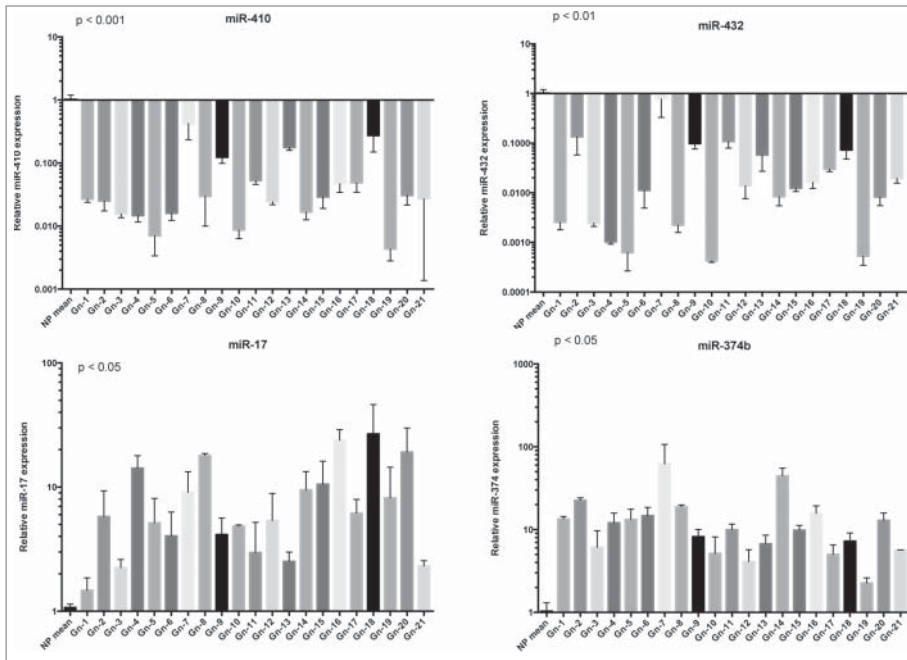 p < 0.001
miR-410
Relative miR-410 expression
10
1
0.100
0.010
0.001
NP mean Gn-1 Gn-2 Gn-3 Gn-4 Gn-5 Gn-6 Gn-7 Gn-8 Gn-9 Gn-10 Gn-11 Gn-12 Gn-13 Gn-14 Gn-15 Gn-16 Gn-17 Gn-18 Gn-19 Gn-20 Gn-21
p < 0.01
miR-432
Relative miR-432 expression
10
1
0.1000
0.0100
0.0010
0.0001
NP mean Gn-1 Gn-2 Gn-3 Gn-4 Gn-5 Gn-6 Gn-7 Gn-8 Gn-9 Gn-10 Gn-11 Gn-12 Gn-13 Gn-14 Gn-15 Gn-16 Gn-17 Gn-18 Gn-19 Gn-20 Gn-21
miR-17
p < 0.05
Relative miR-17 expression
100
10
1
NP mean Gn-1 Gn-2 Gn-3 Gn-4 Gn-5 Gn-6 Gn-7 Gn-8 Gn-9 Gn-10 Gn-11 Gn-12 Gn-13 Gn-14 Gn-15 Gn-16 Gn-17 Gn-18 Gn-19 Gn-20 Gn-21
miR-374b
p < 0.05
Relative miR-374 expression
1000
100
10
1
NP mean Gn-1 Gn-2 Gn-3 Gn-4 Gn-5 Gn-6 Gn-7 Gn-8 Gn-9 Gn-10 Gn-11 Gn-12 Gn-13 Gn-14 Gn-15 Gn-16 Gn-17 Gn-18 Gn-19 Gn-20 Gn-21